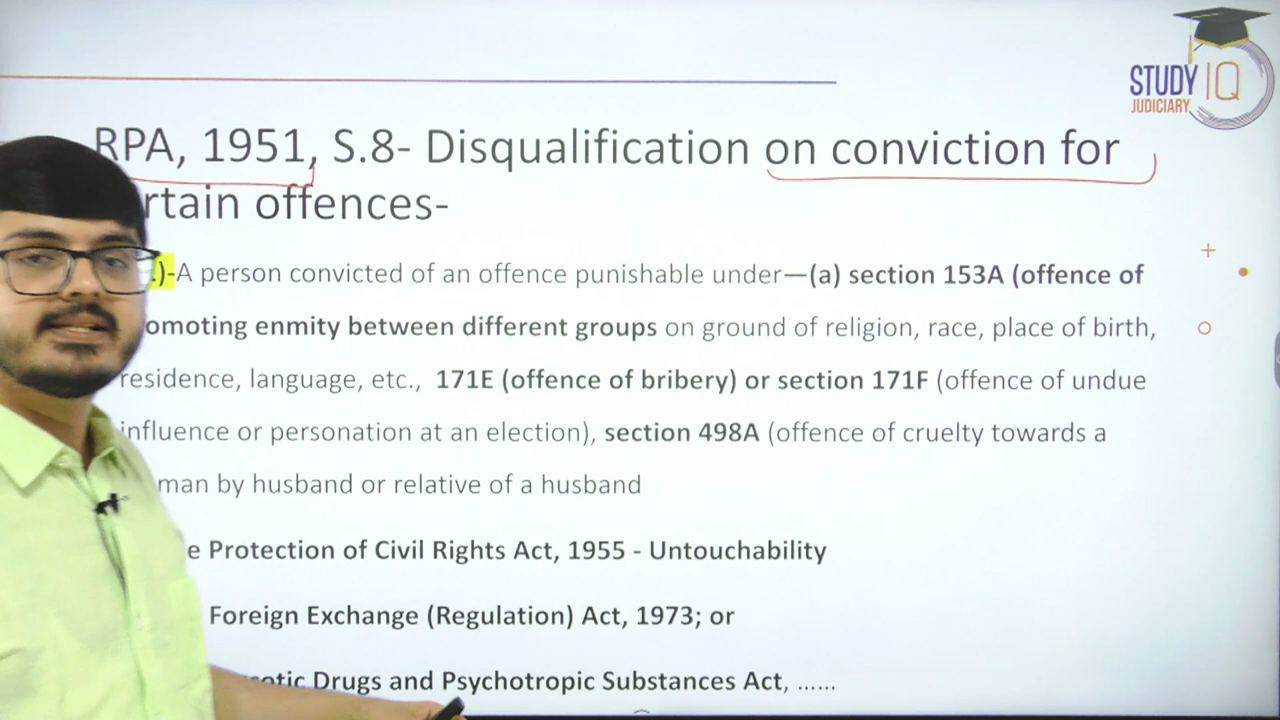 STUDY IQ
JUDICIARY
RPA, 1951, S.8- Disqualification on conviction for
offences-
)-A person convicted of an offence punishable under—(a) section 153A (offence of
enmity between different groups on ground of religion, race, place of birth,
residence, language, etc., 171E (offence of bribery) or section 171F (offence of undue
influence or personation at an election), section 498A (offence of cruelty towards a
by husband or relative of a husband
Protection of Civil Rights Act, 1955 - Untouchability
Foreign Exchange (Regulation) Act, 1973; or
Drugs and Psychotropic Substances Act, ......